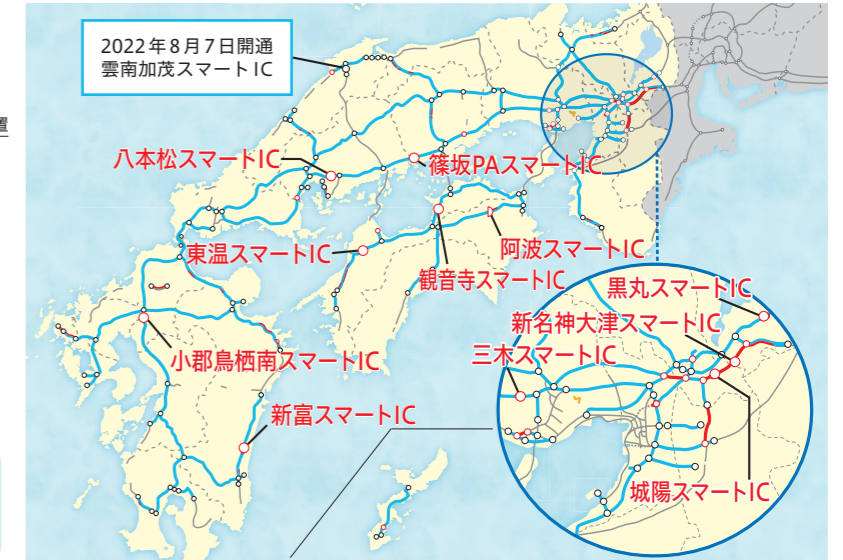 2022年8月7日開通
雲南加茂スマートIC
置
八本松スマートIC
篠坂PAスマートIC
東温スマートIC
阿波スマートIC
観音寺スマートIC
黒丸スマートIC
新名神大津スマートIC
三木スマートIC
小郡鳥栖南スマートIC
新富スマートIC
城陽スマートIC